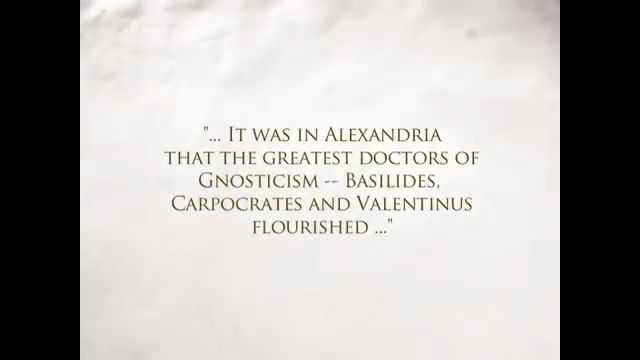 "... It was in Alexandria
that the greatest doctors of
Gnosticism -- Basilides,
Carpocrates and Valentinus
flourished ..."